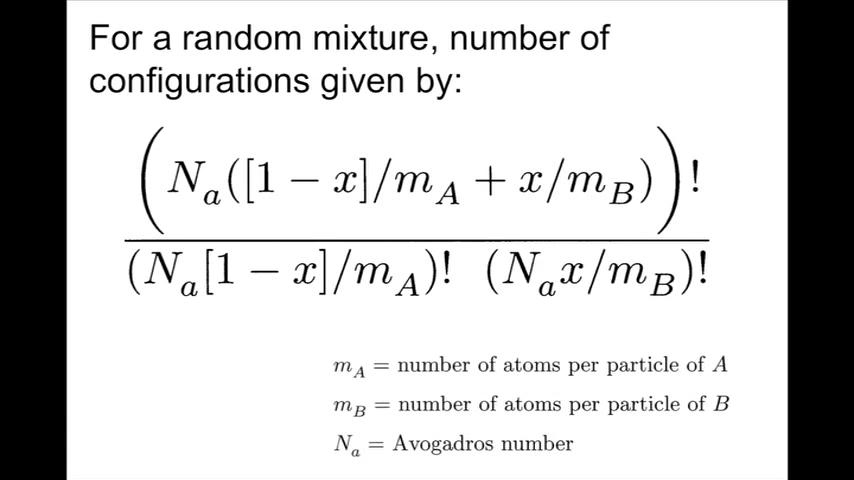 For a random mixture, number of
configurations given by:
(N_a([1 − x]/m_A + x/m_B))!
(N_a[1 − x]/m_A)! (N_a x/m_B)!
m_A = number of atoms per particle of A
m_B = number of atoms per particle of B
N_a = Avogadros number